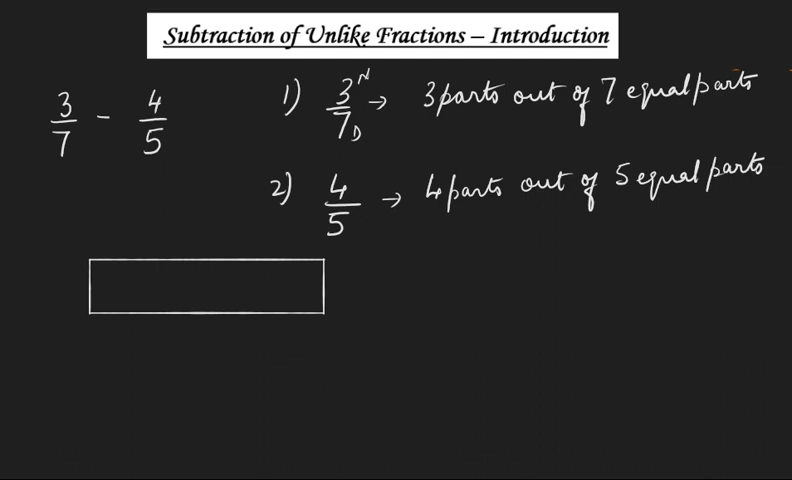 Subtraction of Unlike Fractions – Introduction
3/7 - 4/5
1) 3/7 N D → 3 parts out of 7 equal parts
2) 4/5 → 4 parts out of 5 equal parts